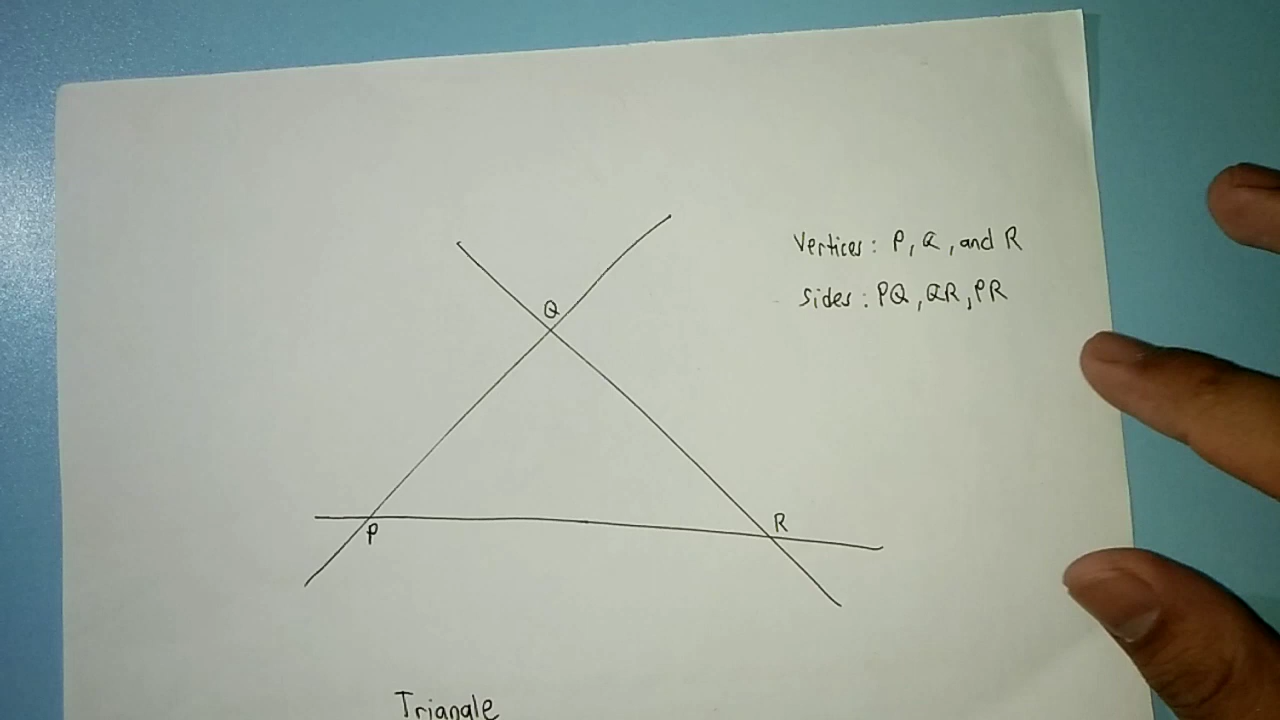 Vertices: P, Q, and R
Sides: PQ, QR, PR
Q
P
R
Triangle